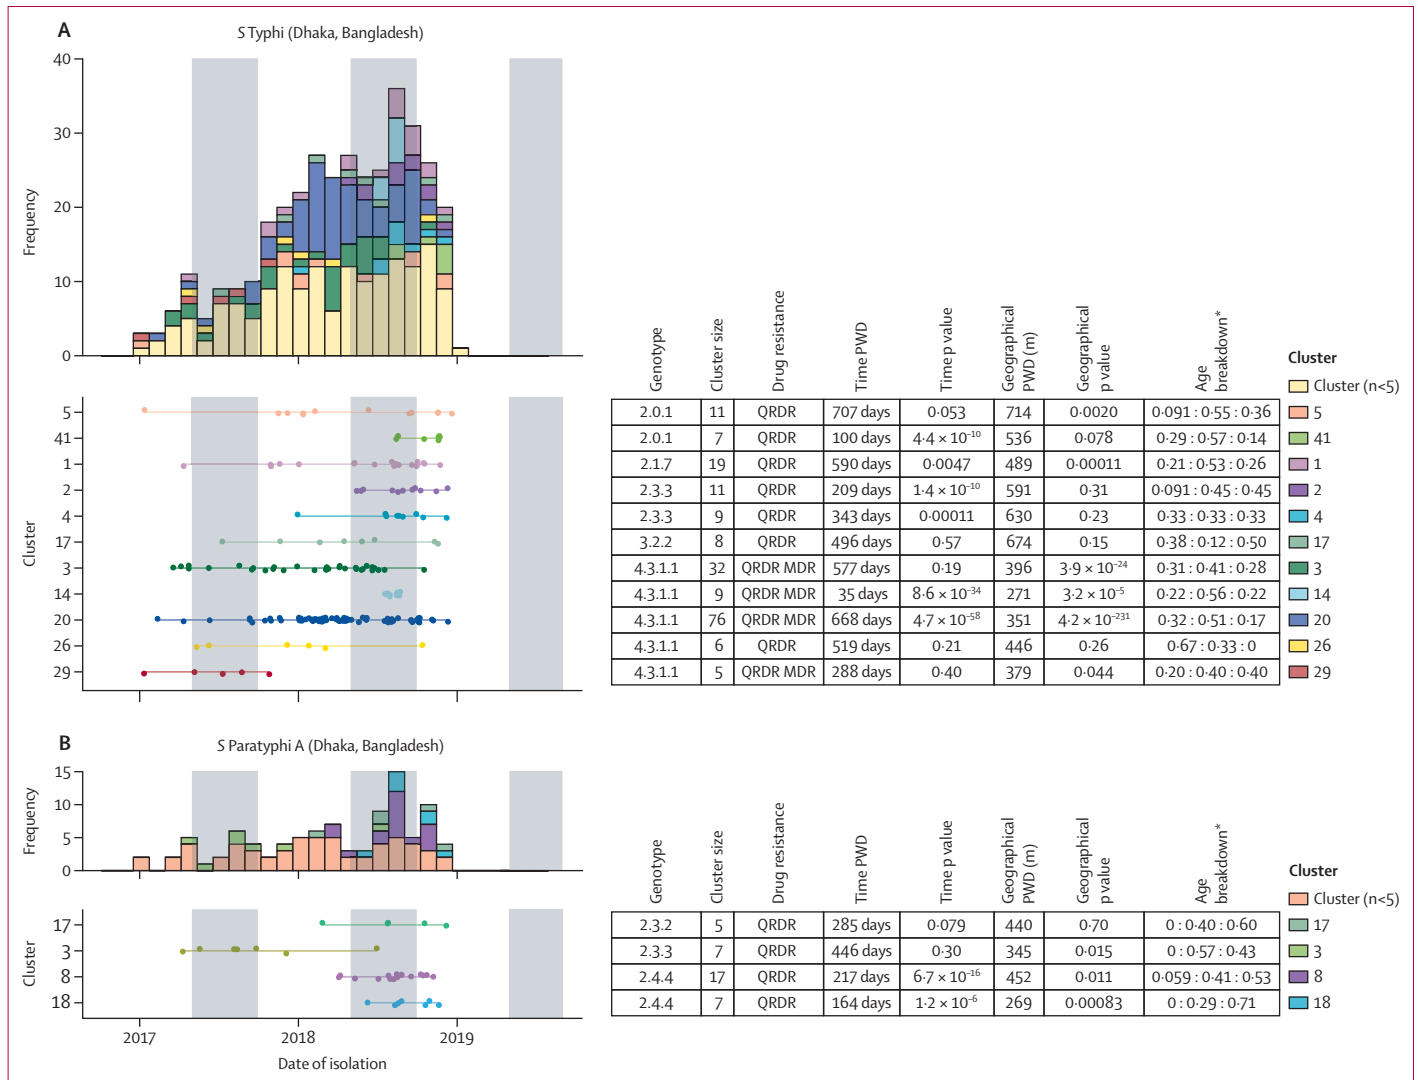 A
S Typhi (Dhaka, Bangladesh)
40
30
20
10
0
Frequency
Cluster
5
41
1
2
4
17
3
14
20
26
29
Genotype
Cluster size
Drug resistance
Time PWD
Time p value
Geographical PWD (m)
Geographical p value
Age breakdown*
2·0.1 11 QRDR 707 days 0·053 714 0·0020 0·091 : 0·55 : 0·36
2.0.1 7 QRDR 100 days 4·4 × 10⁻¹⁰ 536 0·078 0·29 : 0·57 : 0·14
2.1.7 19 QRDR 590 days 0·0047 489 0·00011 0·21 : 0·53 : 0·26
2.3.3 11 QRDR 209 days 1·4 × 10⁻¹⁰ 591 0·31 0·091 : 0·45 : 0·45
2.3.3 9 QRDR 343 days 0·00011 630 0·23 0·33 : 0·33 : 0·33
3.2.2 8 QRDR 496 days 0·57 674 0·15 0·38 : 0·12 : 0·50
4.3.1.1 32 QRDR MDR 577 days 0·19 396 3·9 × 10⁻²⁴ 0·31 : 0·41 : 0·28
4.3.1.1 9 QRDR MDR 35 days 8·6 × 10⁻³⁴ 271 3·2 × 10⁻⁵ 0·22 : 0·56 : 0·22
4.3.1.1 76 QRDR MDR 668 days 4·7 × 10⁻⁵⁸ 351 4·2 × 10⁻²³¹ 0·32 : 0·51 : 0·17
4.3.1.1 6 QRDR 519 days 0·21 446 0·26 0·67 : 0·33 : 0
4.3.1.1 5 QRDR MDR 288 days 0·40 379 0·044 0·20 : 0·40 : 0·40
Cluster
Cluster (n<5)
5
41
1
2
4
17
3
14
20
26
29
B
S Paratyphi A (Dhaka, Bangladesh)
15
10
5
0
Frequency
Cluster
17
3
8
18
2017 2018 2019
Date of isolation
Genotype
Cluster size
Drug resistance
Time PWD
Time p value
Geographical PWD (m)
Geographical p value
Age breakdown*
2.3.2 5 QRDR 285 days 0·079 440 0·70 0 : 0·40 : 0·60
2.3.3 7 QRDR 446 days 0·30 345 0·015 0 : 0·57 : 0·43
2.4.4 17 QRDR 217 days 6·7 × 10⁻¹⁶ 452 0·011 0·059 : 0·41 : 0·53
2.4.4 7 QRDR 164 days 1·2 × 10⁻⁶ 269 0·00083 0 : 0·29 : 0·71
Cluster
Cluster (n<5)
17
3
8
18